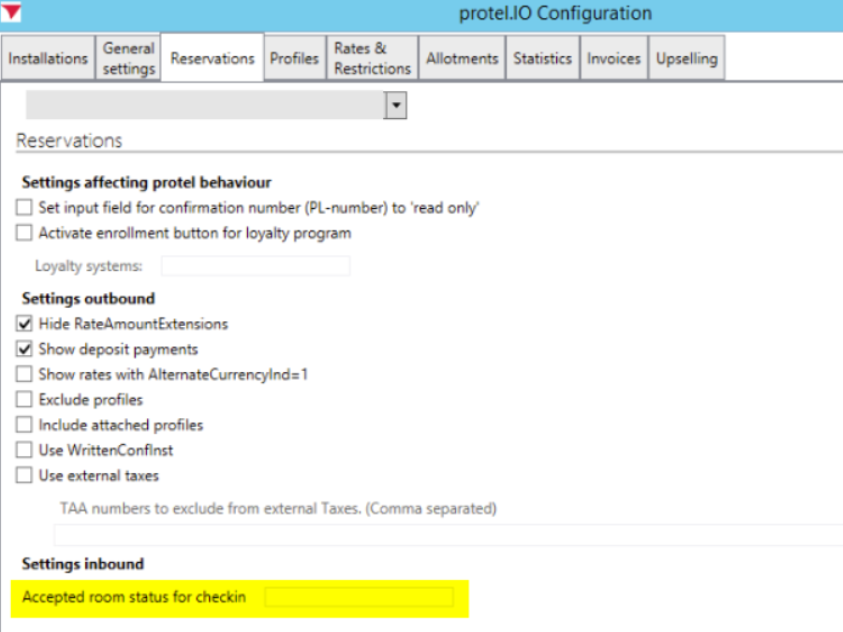 protel.IO Configuration
Installations
General settings
Reservations
Profiles
Rates & Restrictions
Allotments
Statistics
Invoices
Upselling
Reservations
Settings affecting protel behaviour
Set input field for confirmation number (PL-number) to 'read only'
Activate enrollment button for loyalty program
Loyalty systems:
Settings outbound
Hide RateAmountExtensions
Show deposit payments
Show rates with AlternateCurrencyInd=1
Exclude profiles
Include attached profiles
Use WrittenConfInst
Use external taxes
TAA numbers to exclude from external Taxes. (Comma separated)
Settings inbound
Accepted room status for checkin